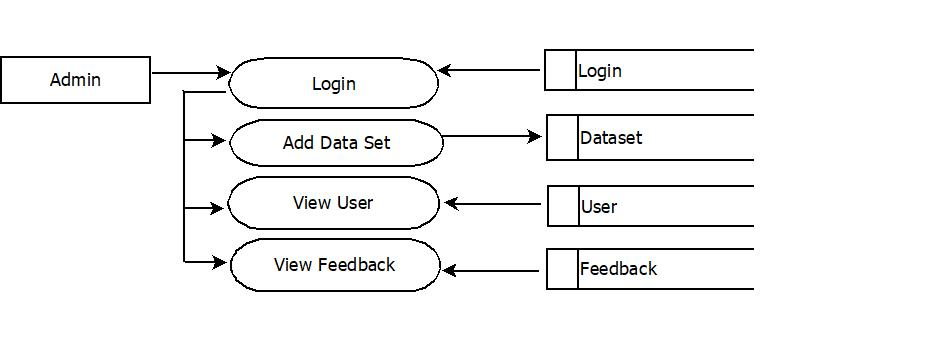 Admin
Login
Login
Add Data Set
Dataset
View User
User
View Feedback
Feedback